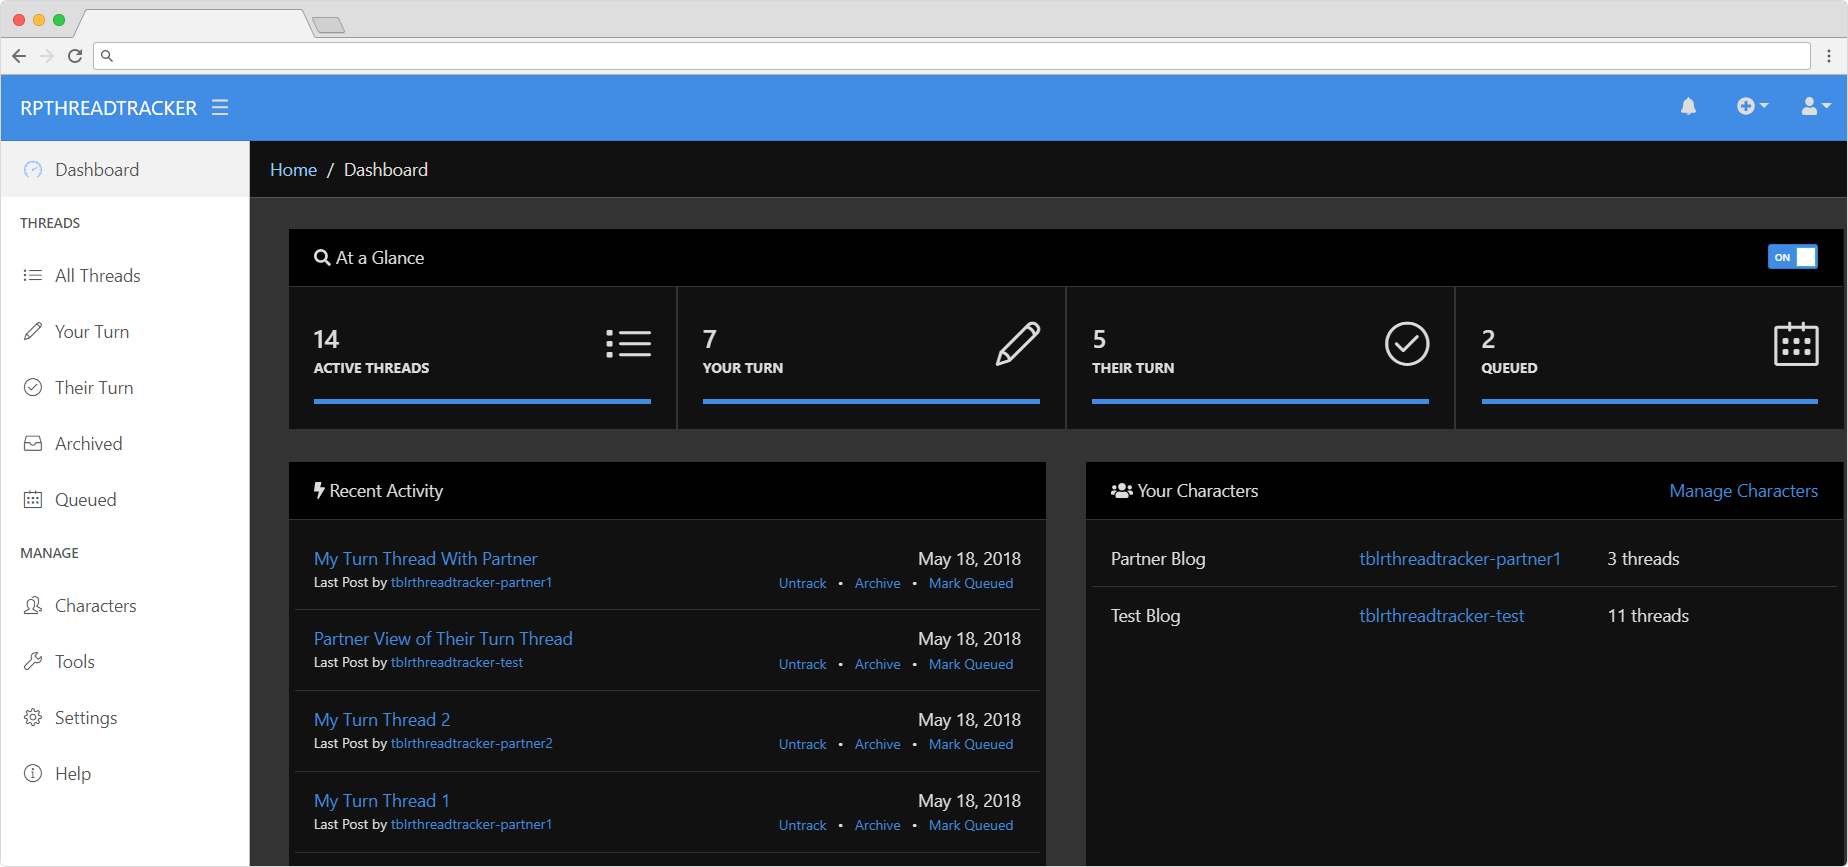 RPTHREADTRACKER
Dashboard
THREADS
All Threads
Your Turn
Their Turn
Archived
Queued
MANAGE
Characters
Tools
Settings
Help
Home / Dashboard
At a Glance
ON
14
ACTIVE THREADS
7
YOUR TURN
5
THEIR TURN
2
QUEUED
Recent Activity
My Turn Thread With Partner
May 18, 2018
Last Post by tblrthreadtracker-partner1
Untrack • Archive • Mark Queued
Partner View of Their Turn Thread
May 18, 2018
Last Post by tblrthreadtracker-test
Untrack • Archive • Mark Queued
My Turn Thread 2
May 18, 2018
Last Post by tblrthreadtracker-partner2
Untrack • Archive • Mark Queued
My Turn Thread 1
May 18, 2018
Last Post by tblrthreadtracker-partner1
Untrack • Archive • Mark Queued
Your Characters
Manage Characters
Partner Blog tblrthreadtracker-partner1 3 threads
Test Blog tblrthreadtracker-test 11 threads